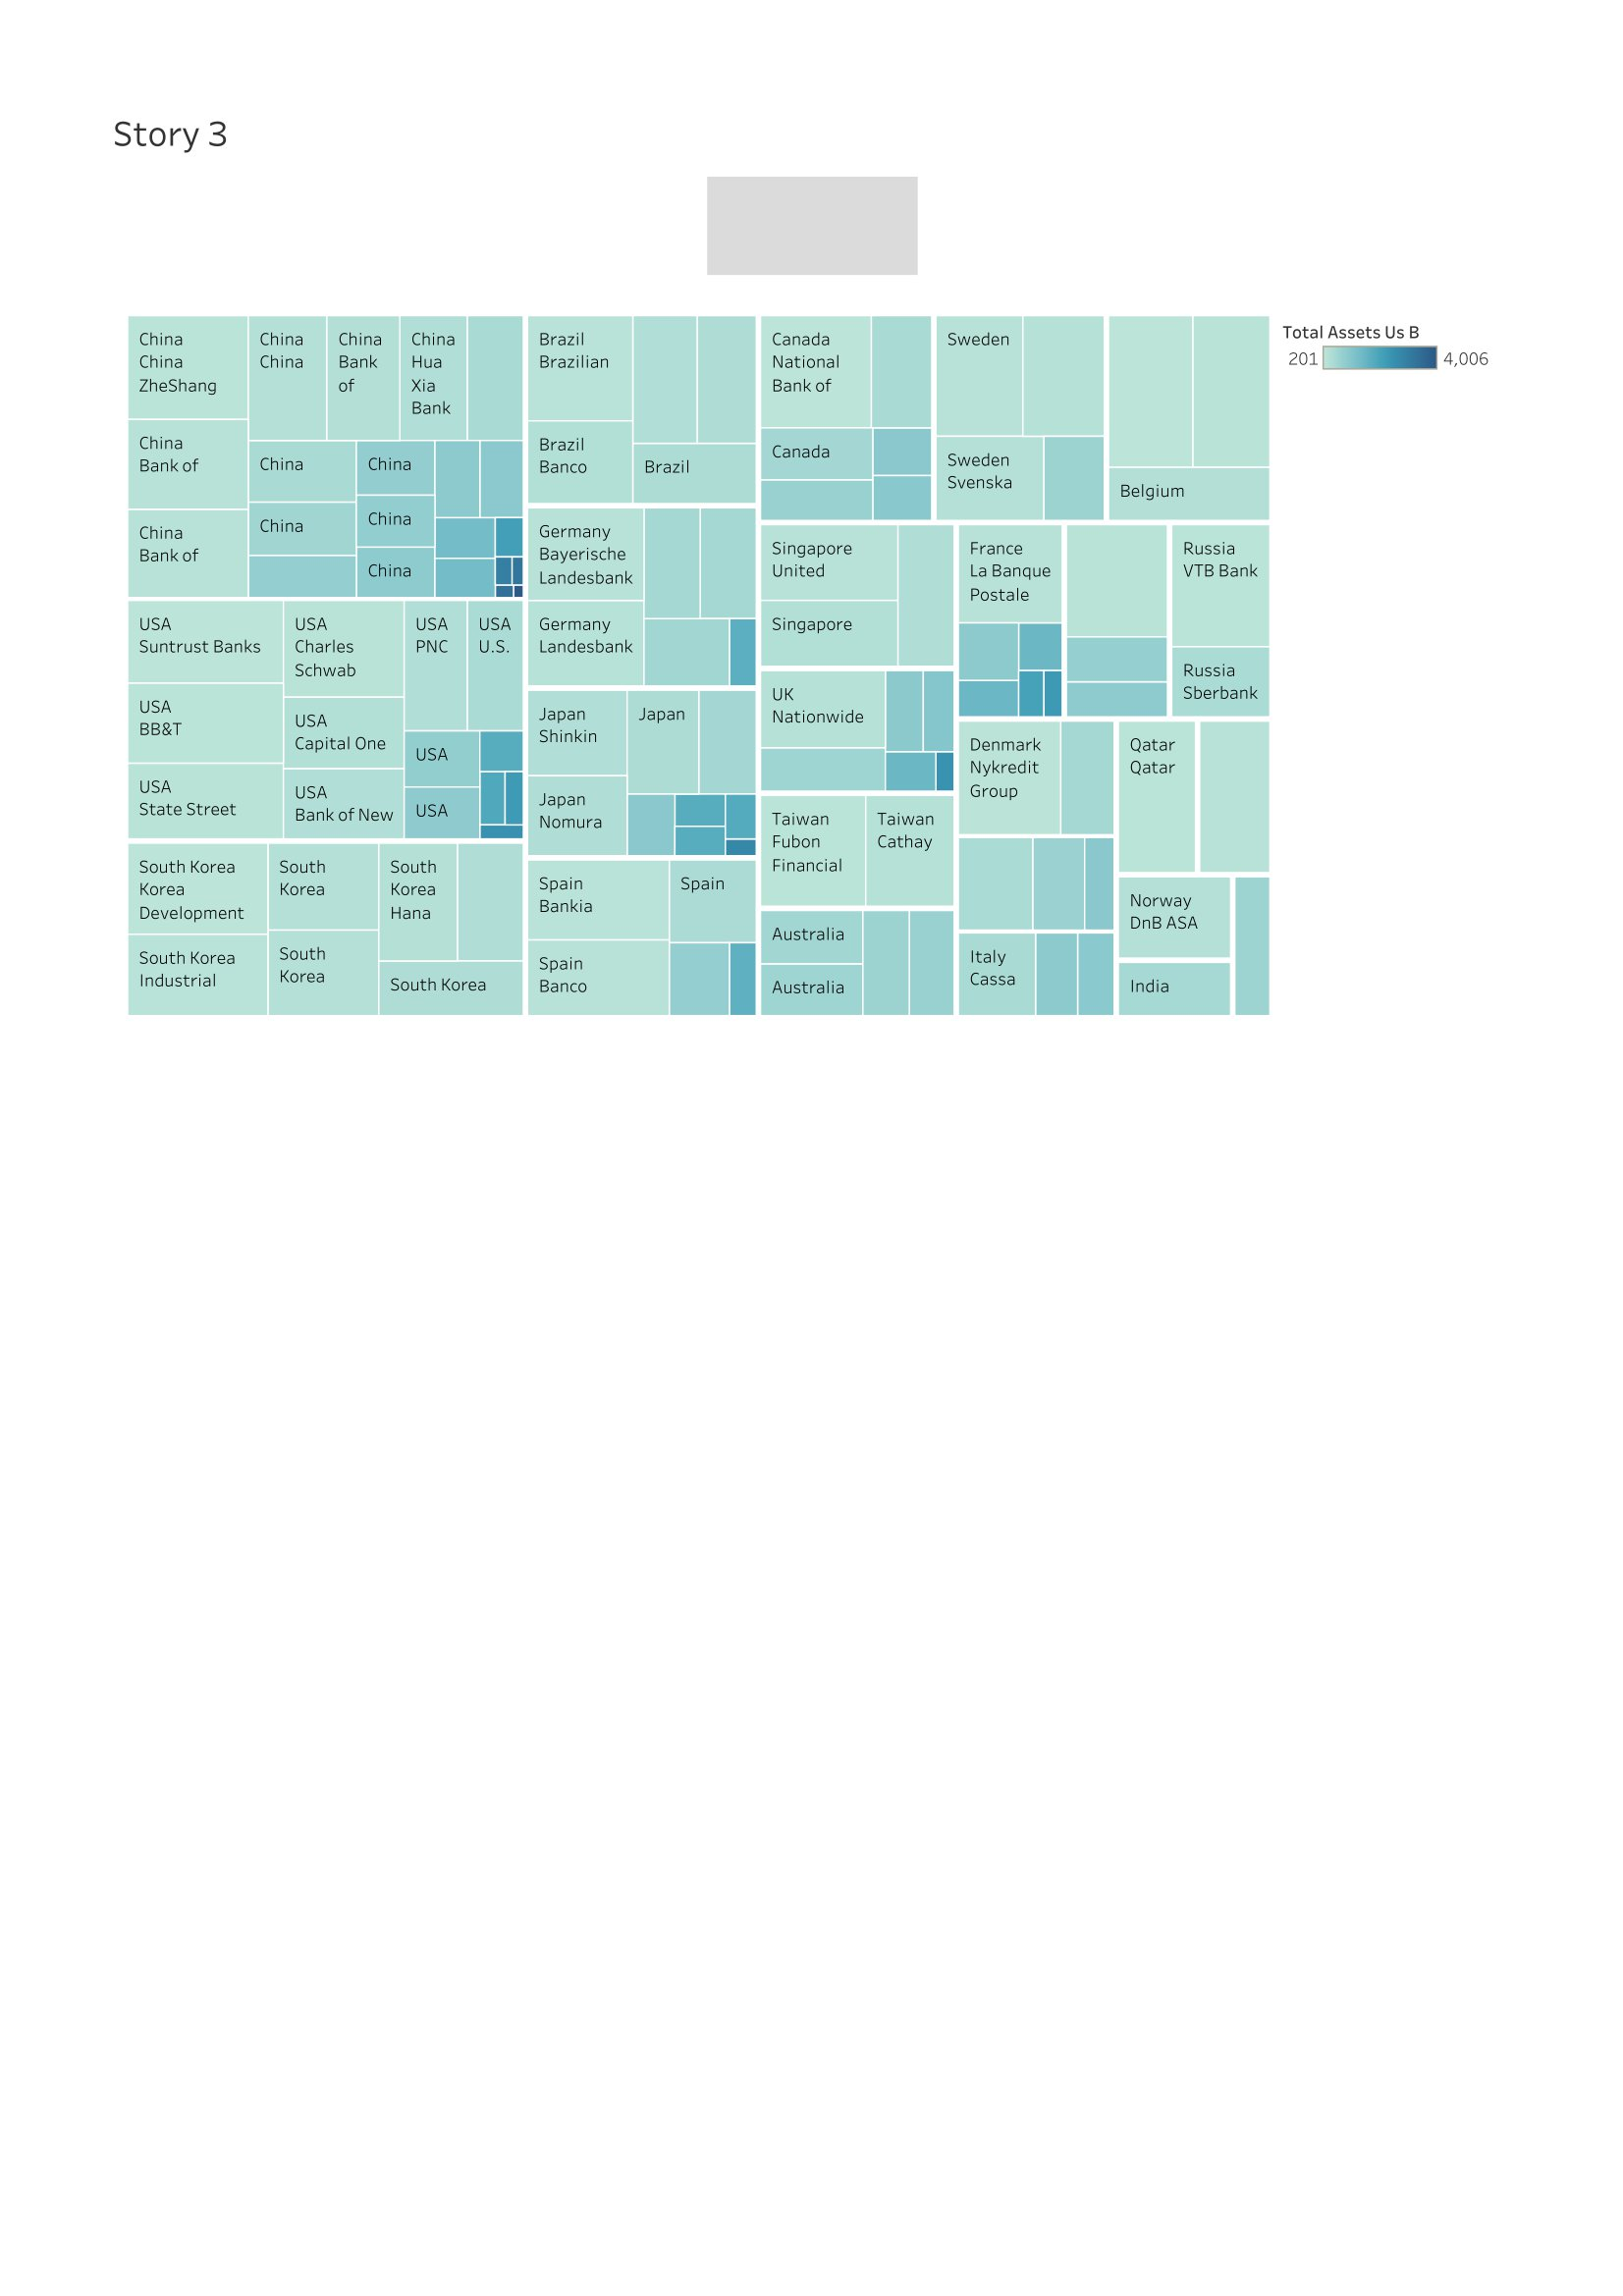 Story 3
Total Assets Us B
201
4,006
China
China
ZheShang
China
China
China
Bank
of
China
Hua
Xia
Bank
China
Bank of
China
China
China
China
Bank of
China
China
USA
Suntrust Banks
USA
Charles
Schwab
USA
PNC
USA
U.S.
USA
BB&T
USA
Capital One
USA
USA
State Street
USA
Bank of New
USA
South Korea
Korea
Development
South
Korea
South
Korea
Hana
South Korea
Industrial
South
Korea
South Korea
Brazil
Brazilian
Brazil
Banco
Brazil
Germany
Bayerische
Landesbank
Germany
Landesbank
Japan
Shinkin
Japan
Japan
Nomura
Spain
Bankia
Spain
Spain
Banco
Canada
National
Bank of
Canada
Sweden
Sweden
Svenska
Belgium
Singapore
United
Singapore
France
La Banque
Postale
Russia
VTB Bank
Russia
Sberbank
UK
Nationwide
Taiwan
Fubon
Financial
Taiwan
Cathay
Australia
Australia
Denmark
Nykredit
Group
Qatar
Qatar
Norway
DnB ASA
Italy
Cassa
India